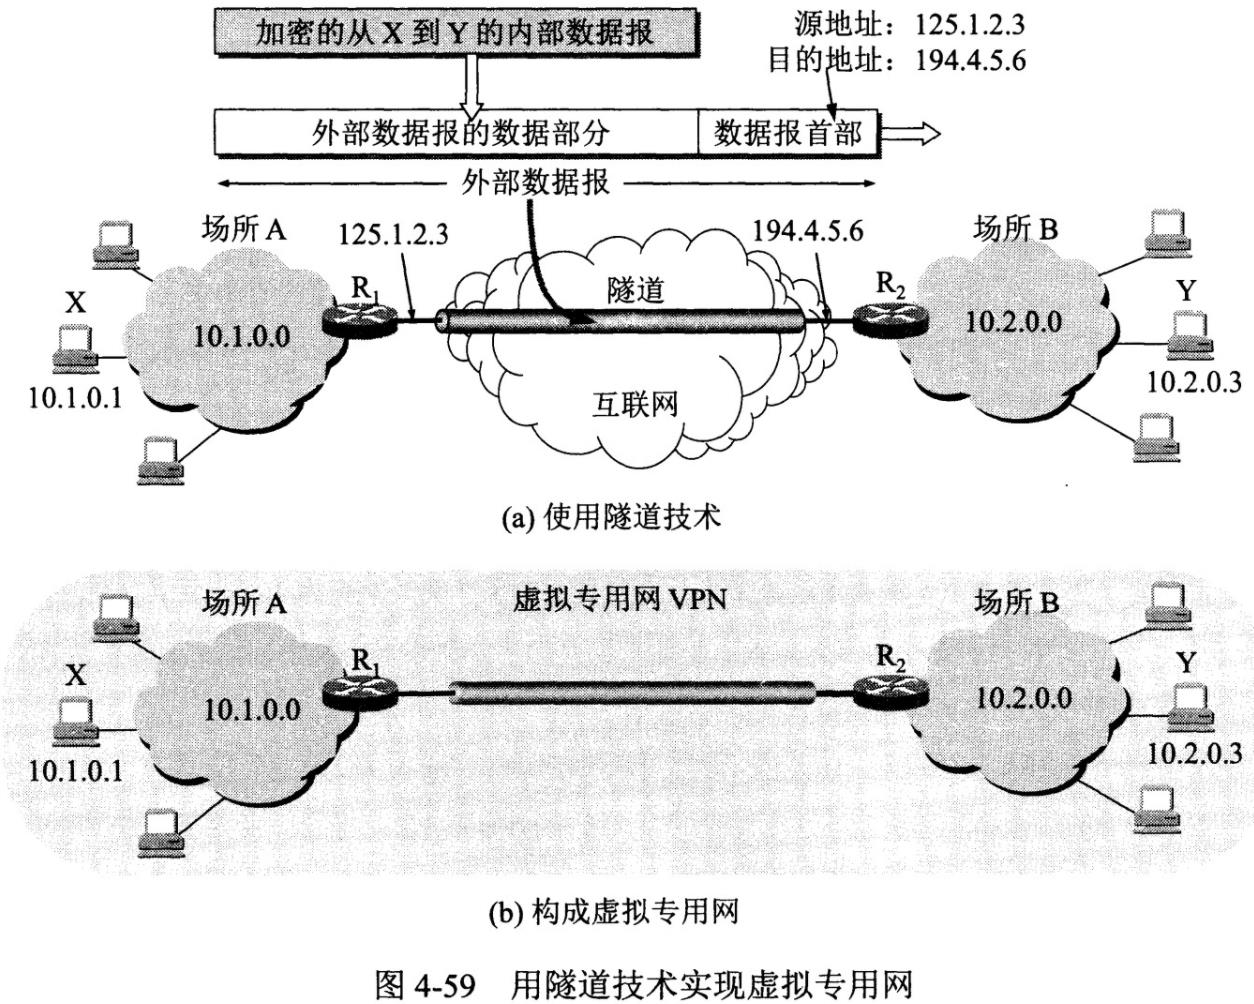 加密的从 X 到 Y 的内部数据报
源地址：125.1.2.3
目的地址：194.4.5.6
外部数据报的数据部分
数据报首部
外部数据报
场所 A
125.1.2.3
194.4.5.6
场所 B
X
R1
隧道
R2
Y
10.1.0.0
10.2.0.0
10.1.0.1
互联网
10.2.0.3
(a) 使用隧道技术
场所 A
虚拟专用网 VPN
场所 B
X
R1
R2
Y
10.1.0.0
10.2.0.0
10.1.0.1
10.2.0.3
(b) 构成虚拟专用网
图 4-59 用隧道技术实现虚拟专用网